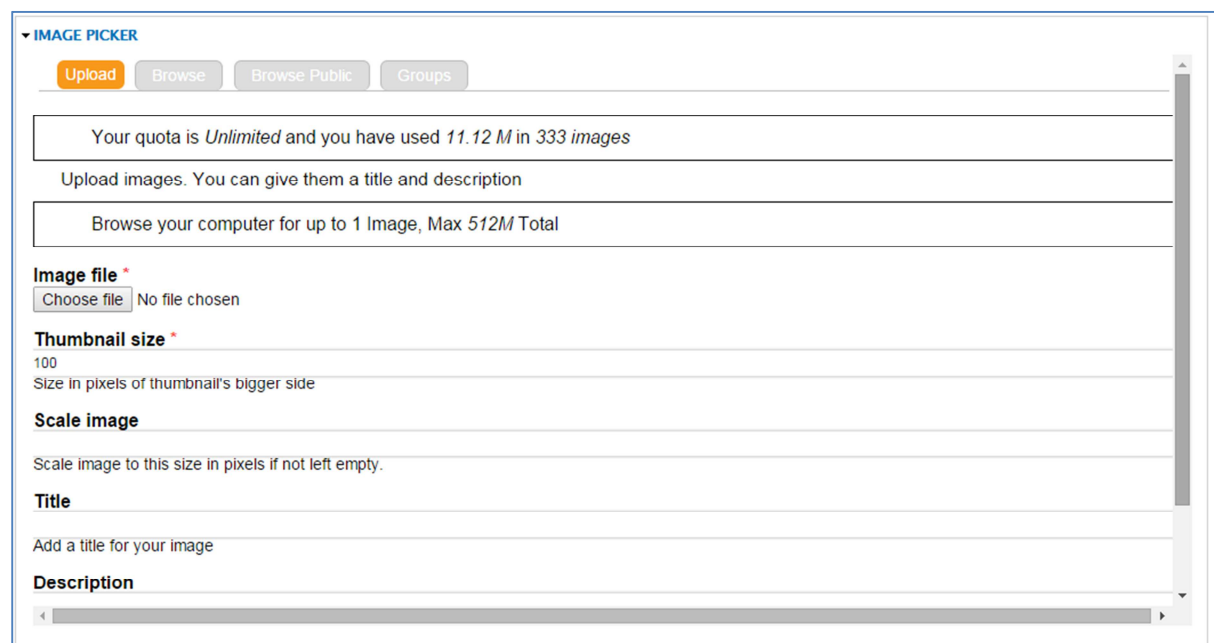 IMAGE PICKER
Upload Browse Browse Public Groups
Your quota is Unlimited and you have used 11.12 M in 333 images
Upload images. You can give them a title and description
Browse your computer for up to 1 Image, Max 512M Total
Image file *
Choose file No file chosen
Thumbnail size *
100
Size in pixels of thumbnail's bigger side
Scale image
Scale image to this size in pixels if not left empty.
Title
Add a title for your image
Description